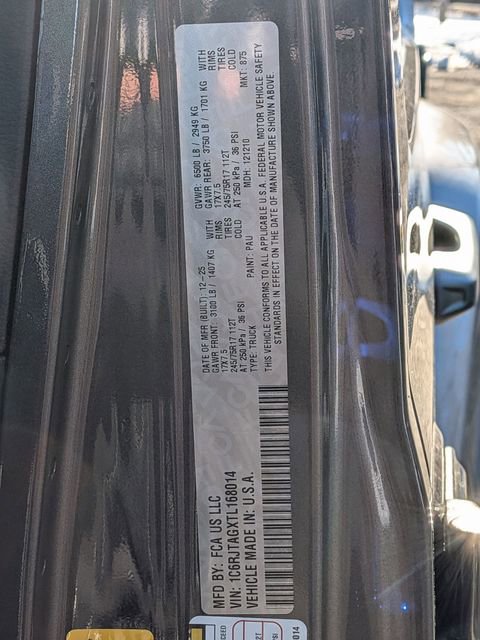 MFD BY: FCA US LLC
VIN: 1C6RJTAGXTL168014
VEHICLE MADE IN: U.S.A.
DATE OF MFR (BUILT): 12-25 GVWR: 6500 LB / 2949 KG
GAWR FRONT: 3100 LB / 1407 KG WITH GAWR REAR: 3750 LB / 1701 KG WITH
17X7.5 RIMS 17X7.5 RIMS
245/75R17 112T TIRES 245/75R17 112T TIRES
AT 250 kPa / 36 PSI COLD AT 250 kPa / 36 PSI COLD
TYPE: TRUCK PAINT: PAU MDH: 121210 MKT: 875
THIS VEHICLE CONFORMS TO ALL APPLICABLE U.S.A. FEDERAL MOTOR VEHICLE SAFETY
STANDARDS IN EFFECT ON THE DATE OF MANUFACTURE SHOWN ABOVE.